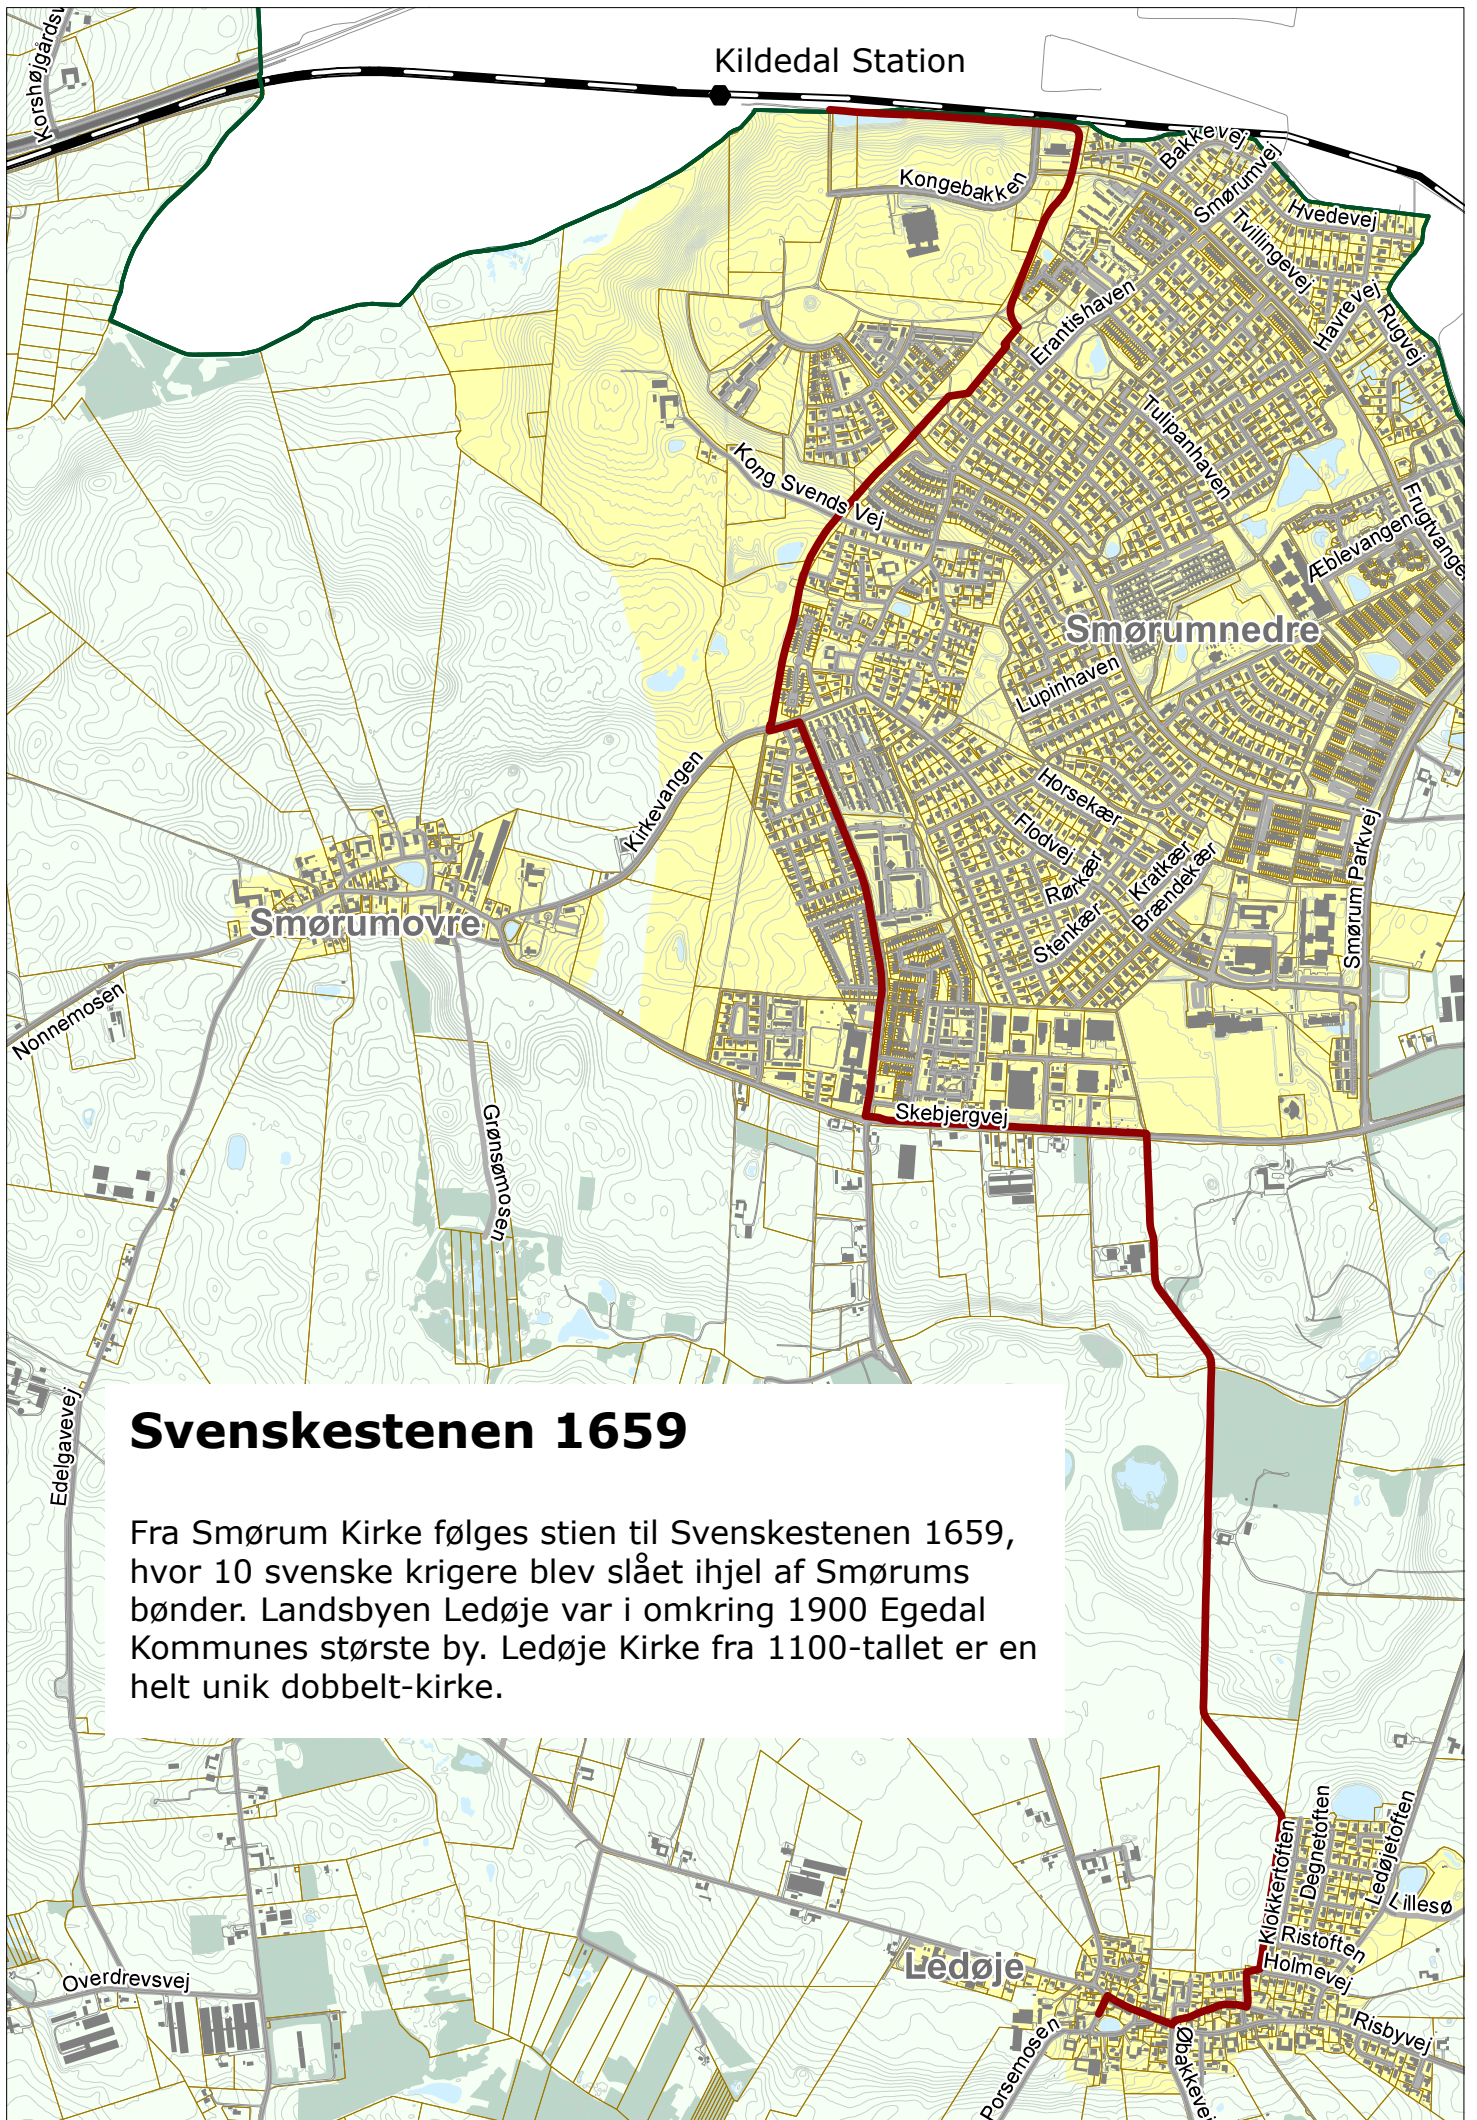 Korshøjgårdsv
Kildedal Station
Bakkevej
Smørumvej
Kongebakken
Hvedevej
Tvillingevej
Havrevej
Rugvej
Erantishaven
Tulipanhaven
Kong Svends Vej
Frugtvangen
Æblevangen
Smørumnedre
Lupinhaven
Kirkevangen
Horsekær
Flodvej
Rørkær
Kratkær
Brændekær
Stenkær
Smørum Parkvej
Smørumovre
Nonnemosen
Grønsømosen
Skebjergvej
Edelgavevej
Svenskestenen 1659
Fra Smørum Kirke følges stien til Svenskestenen 1659,
hvor 10 svenske krigere blev slået ihjel af Smørums
bønder. Landsbyen Ledøje var i omkring 1900 Egedal
Kommunes største by. Ledøje Kirke fra 1100-tallet er en
helt unik dobbelt-kirke.
Klokkertoften
Degnetoften
Ledøjetoften
Lillesø
Ristoften
Holmevej
Ledøje
Overdrevsvej
Risbyvej
Porsemosen
Øbakkevej